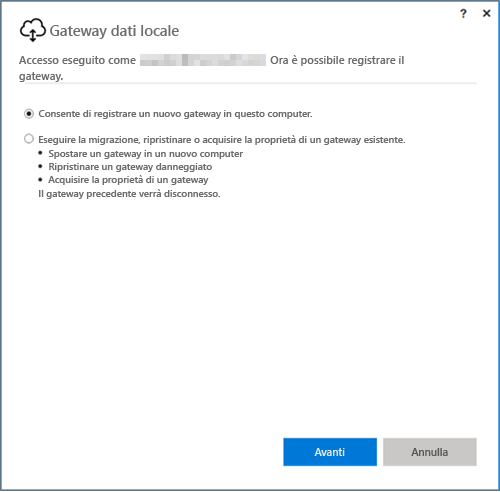 ? ×
Gateway dati locale
Accesso eseguito come Ora è possibile registrare il
gateway.
Consente di registrare un nuovo gateway in questo computer.
Eseguire la migrazione, ripristinare o acquisire la proprietà di un gateway esistente.
• Spostare un gateway in un nuovo computer
• Ripristinare un gateway danneggiato
• Acquisire la proprietà di un gateway
Il gateway precedente verrà disconnesso.
Avanti Annulla